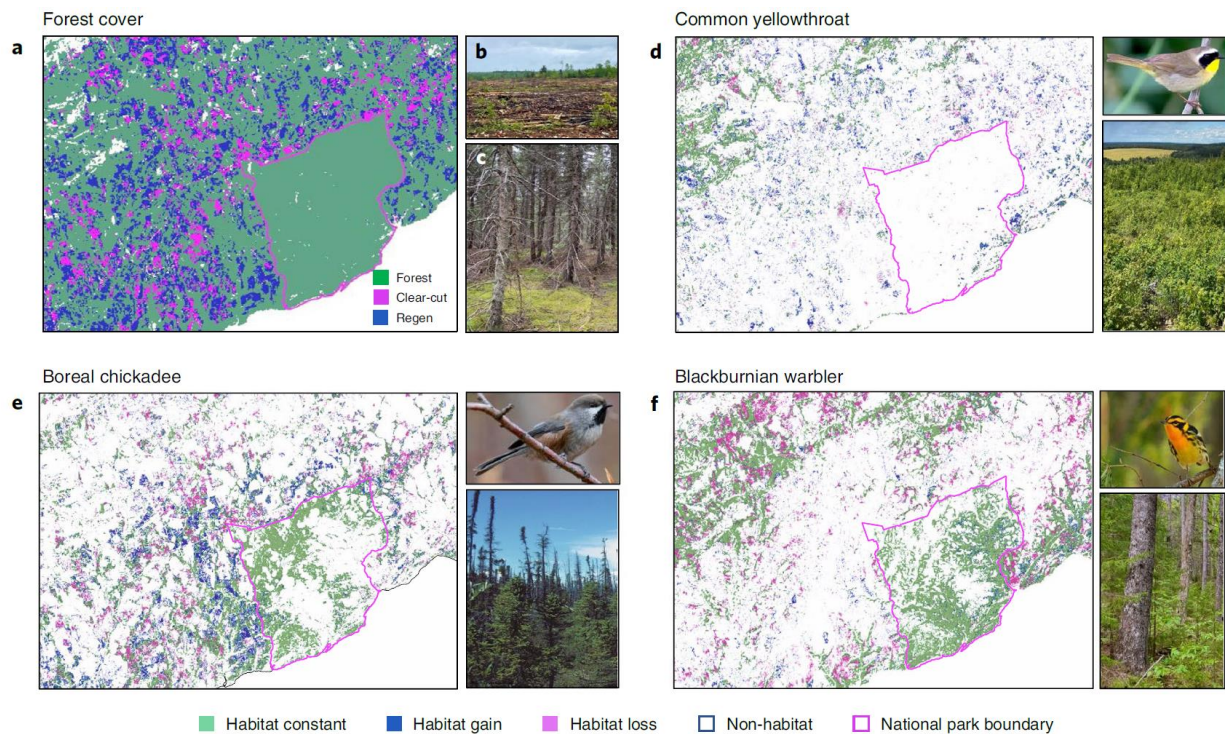 Forest cover
a
b
c
Forest
Clear-cut
Regen
Common yellowthroat
d
Boreal chickadee
e
Blackburnian warbler
f
Habitat constant
Habitat gain
Habitat loss
Non-habitat
National park boundary